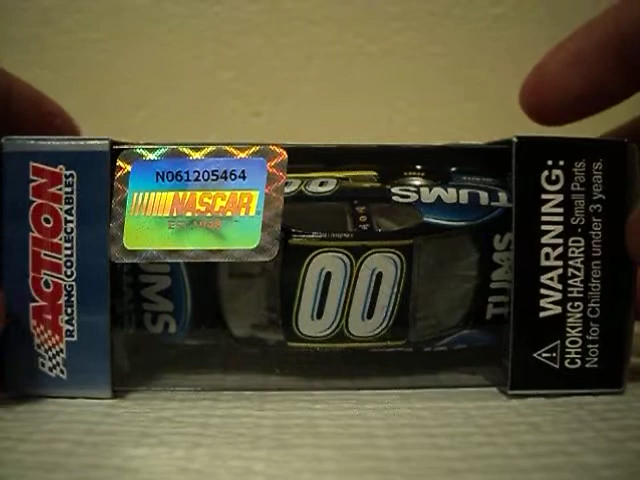 ACTION
RACING COLLECTABLES
N061205464
NASCAR
00
TUMS
TUMS
00
TUMS
WARNING:
CHOKING HAZARD - Small Parts.
Not for Children under 3 years.